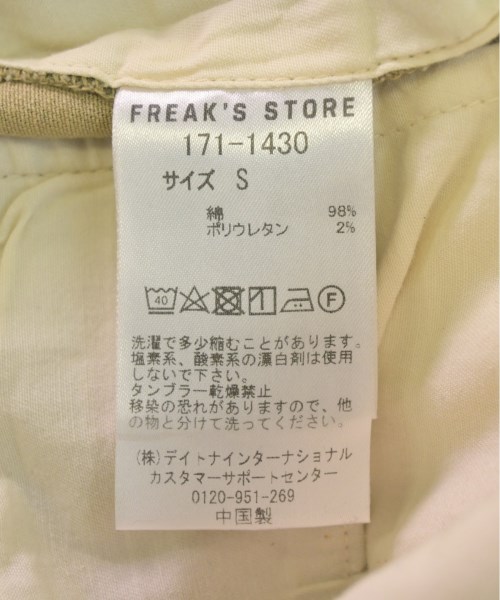 FREAK'S STORE
171-1430
サイズ S
綿 98%
ポリウレタン 2%
40
F
洗濯で多少縮むことがあります。
塩素系、酸素系の漂白剤は使用
しないで下さい。
タンブラー乾燥禁止
移染の恐れがありますので、他
の物と分けて洗ってください。
(株)デイトナインターナショナル
カスタマーサポートセンター
0120-951-269
中国製